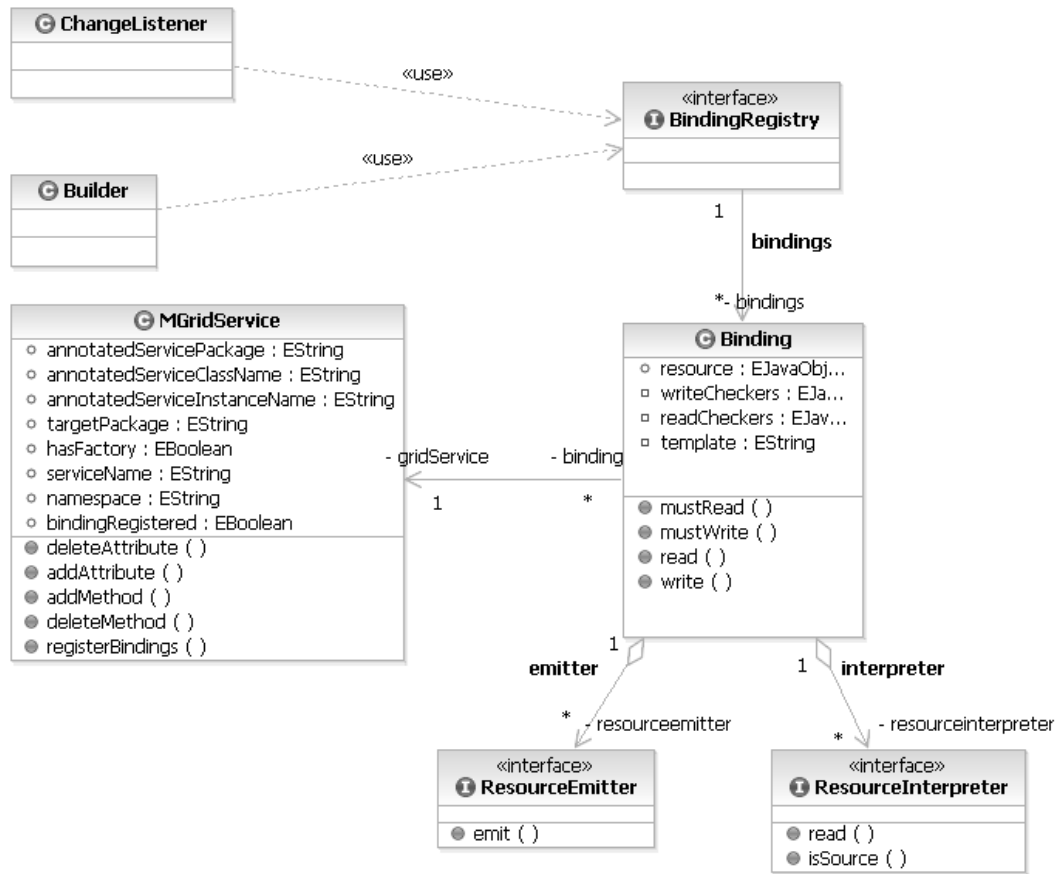 ChangeListener
«use»
«interface»
BindingRegistry
«use»
Builder
1
bindings
*- bindings
MGridService
annotatedServicePackage : EString
annotatedServiceClassName : EString
annotatedServiceInstanceName : EString
targetPackage : EString
hasFactory : EBoolean
serviceName : EString
namespace : EString
bindingRegistered : EBoolean
deleteAttribute ( )
addAttribute ( )
addMethod ( )
deleteMethod ( )
registerBindings ( )
- gridService
1
- binding
*
Binding
resource : EJavaObj...
writeCheckers : EJa...
readCheckers : EJav...
template : EString
mustRead ( )
mustWrite ( )
read ( )
write ( )
1
emitter
* - resourceemitter
1
interpreter
* - resourceinterpreter
«interface»
ResourceEmitter
emit ( )
«interface»
ResourceInterpreter
read ( )
isSource ( )